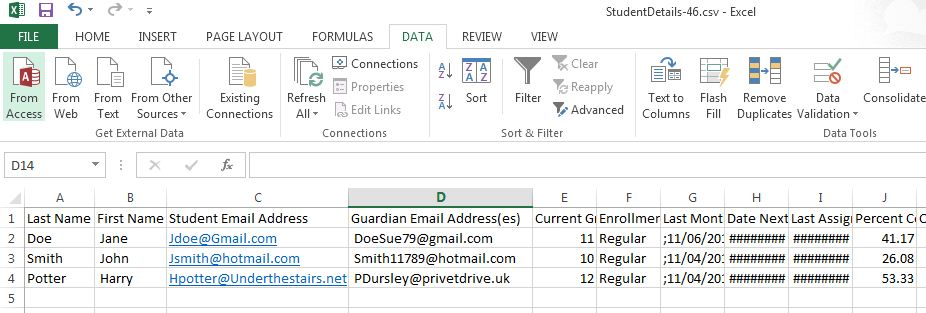 StudentDetails-46.csv - Excel
FILE HOME INSERT PAGE LAYOUT FORMULAS DATA REVIEW VIEW
From Access
From Web
From Text
From Other Sources
Existing Connections
Get External Data
Refresh All
Connections
Properties
Edit Links
Connections
Sort
Filter
Clear
Reapply
Advanced
Sort & Filter
Text to Columns
Flash Fill
Remove Duplicates
Data Validation
Consolidate
Data Tools
D14 fx
A B C D E F G H I J
1 Last Name First Name Student Email Address Guardian Email Address(es) Current Gr Enrollmer Last Mont Date Next Last Assig Percent Co C
2 Doe Jane Jdoe@Gmail.com DoeSue79@gmail.com 11 Regular ;11/06/201 ######## ######## 41.17
3 Smith John Jsmith@hotmail.com Smith11789@hotmail.com 10 Regular ;11/04/201 ######## ######## 26.08
4 Potter Harry Hpotter@Underthestairs.net PDursley@privetdrive.uk 12 Regular ;11/04/201 ######## ######## 53.33
5